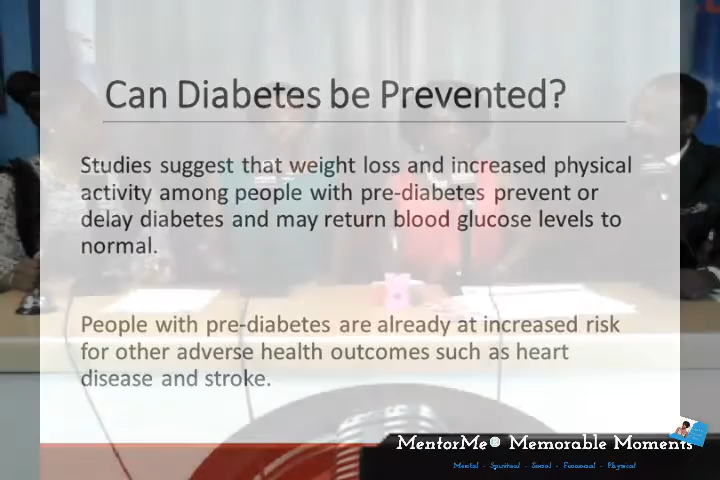 Can Diabetes be Prevented?
Studies suggest that weight loss and increased physical
activity among people with pre-diabetes prevent or
delay diabetes and may return blood glucose levels to
normal.
People with pre-diabetes are already at increased risk
for other adverse health outcomes such as heart
disease and stroke.
MentorMe® Memorable Moments
Mental - Spiritual - Social - Financial - Physical